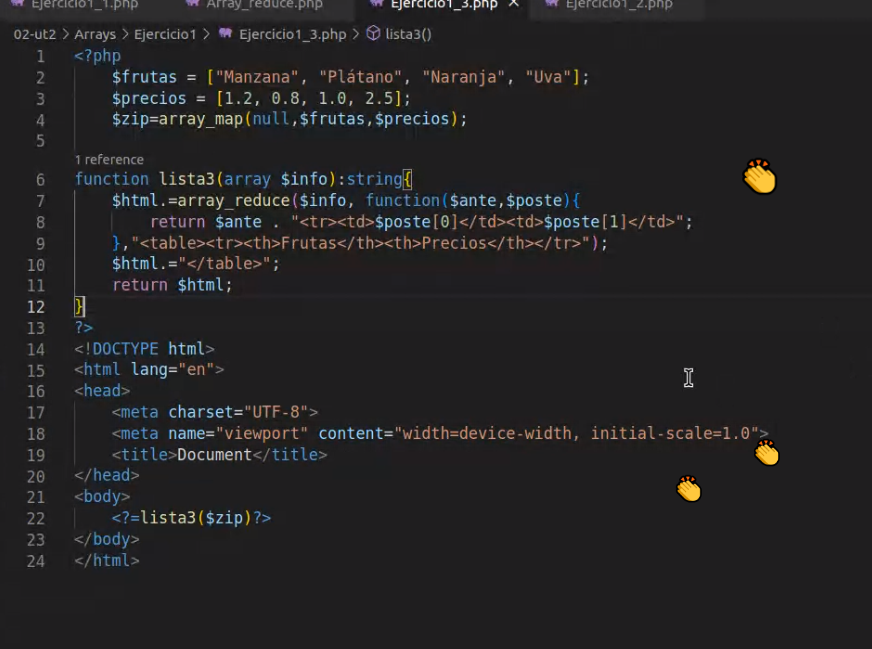 Ejercicio1_1.php Array_reduce.php Ejercicio1_3.php × Ejercicio1_2.php
02-ut2 > Arrays > Ejercicio1 > Ejercicio1_3.php > lista3()
1 <?php
2 $frutas = ["Manzana", "Plátano", "Naranja", "Uva"];
3 $precios = [1.2, 0.8, 1.0, 2.5];
4 $zip=array_map(null,$frutas,$precios);
5
1 reference
6 function lista3(array $info):string{
7 $html.=array_reduce($info, function($ante,$poste){
8 return $ante . "<tr><td>$poste[0]</td><td>$poste[1]</td>";
9 },"<table><tr><th>Frutas</th><th>Precios</th></tr>");
10 $html.="</table>";
11 return $html;
12 }
13 ?>
14 <!DOCTYPE html>
15 <html lang="en">
16 <head>
17 <meta charset="UTF-8">
18 <meta name="viewport" content="width=device-width, initial-scale=1.0">
19 <title>Document</title>
20 </head>
21 <body>
22 <?=lista3($zip)?>
23 </body>
24 </html>